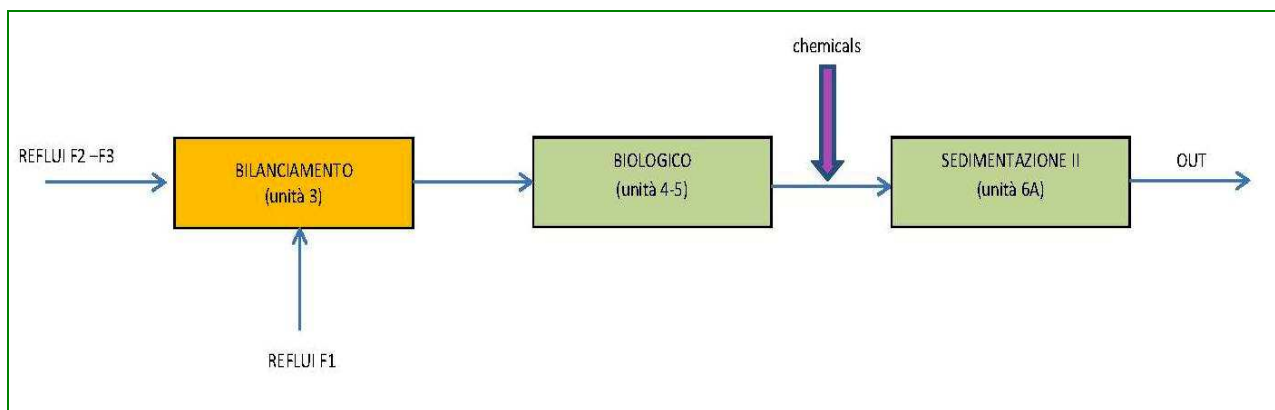 chemicals
REFLUI F2 –F3
BILANCIAMENTO
(unità 3)
BIOLOGICO
(unità 4-5)
SEDIMENTAZIONE II
(unità 6A)
OUT
REFLUI F1